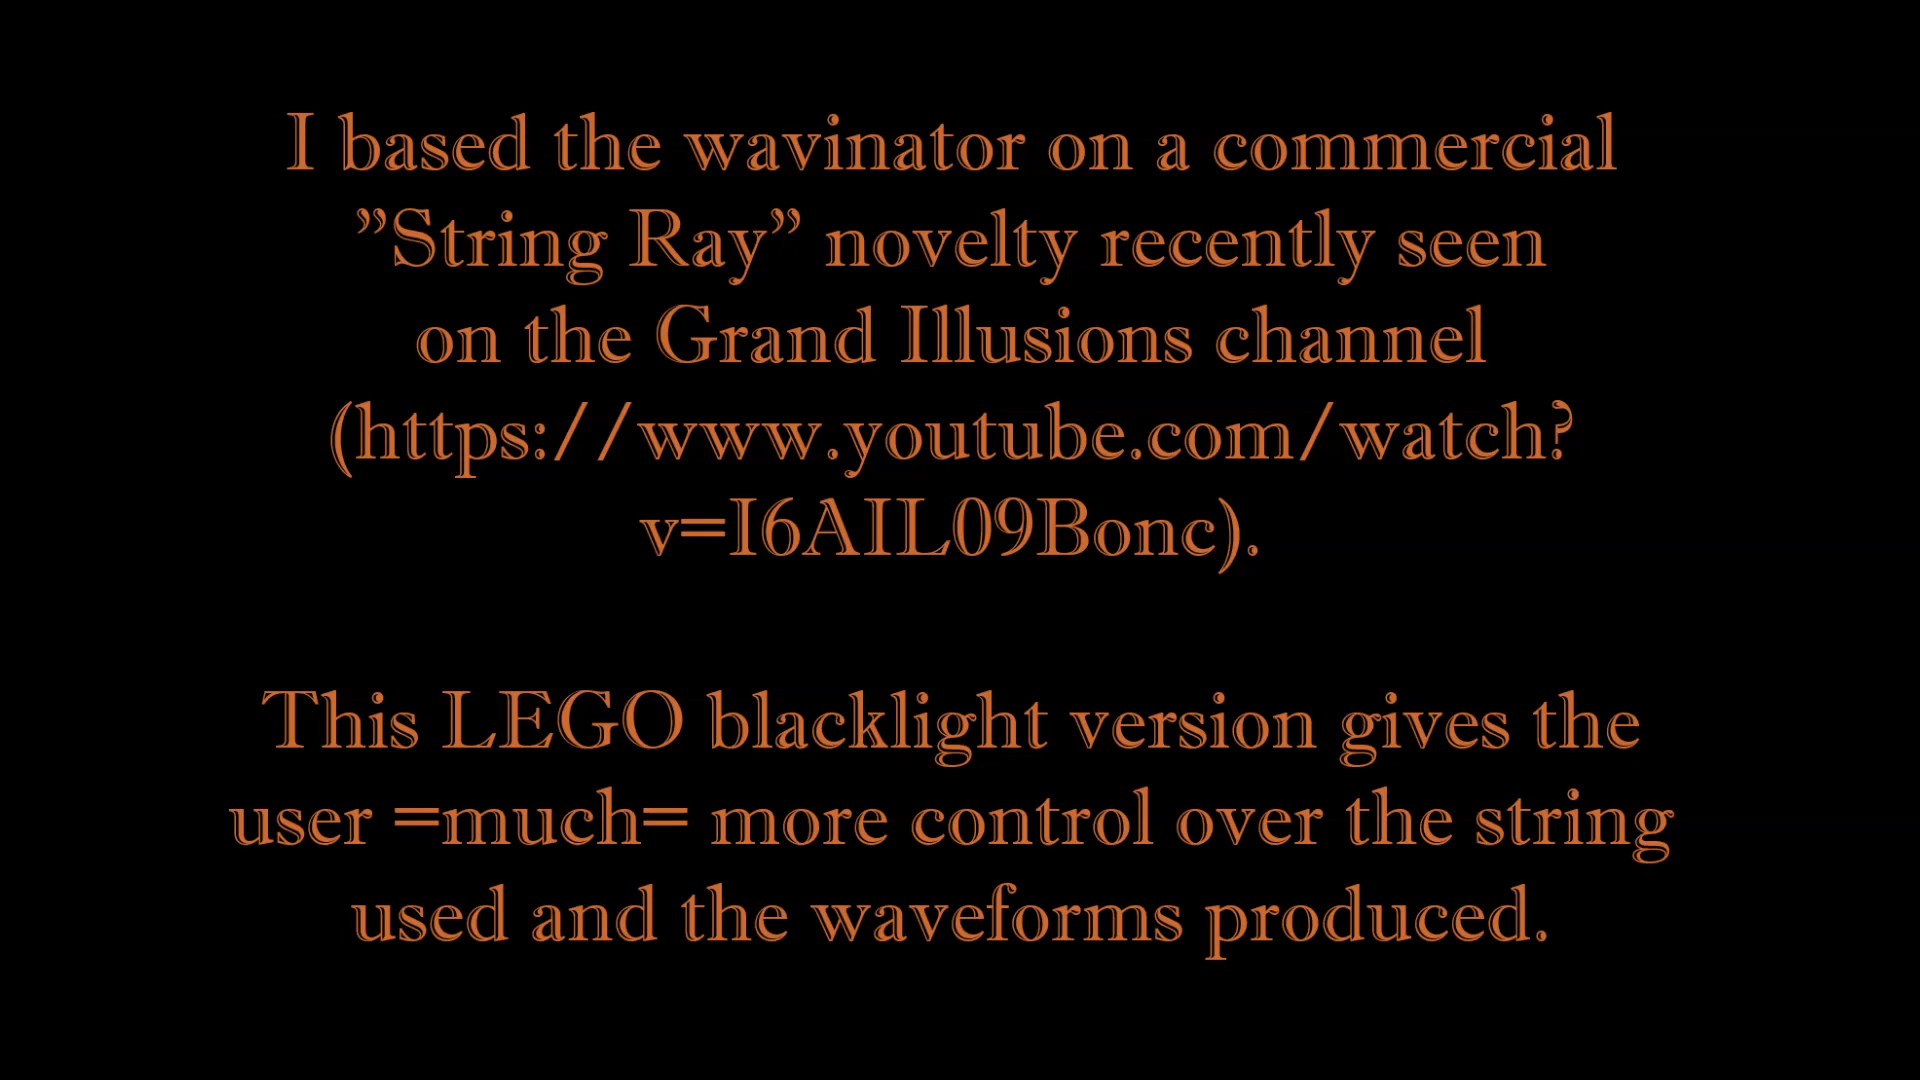 I based the wavinator on a commercial
”String Ray” novelty recently seen
on the Grand Illusions channel
(https://www.youtube.com/watch?
v=I6AIL09Bonc).
This LEGO blacklight version gives the
user =much= more control over the string
used and the waveforms produced.